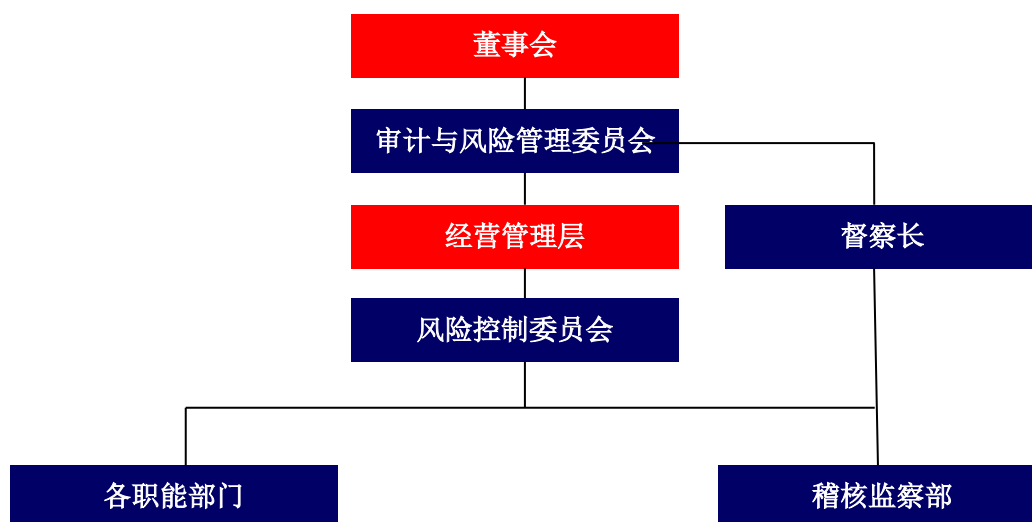 董事会
审计与风险管理委员会
经营管理层
督察长
风险控制委员会
各职能部门
稽核监察部